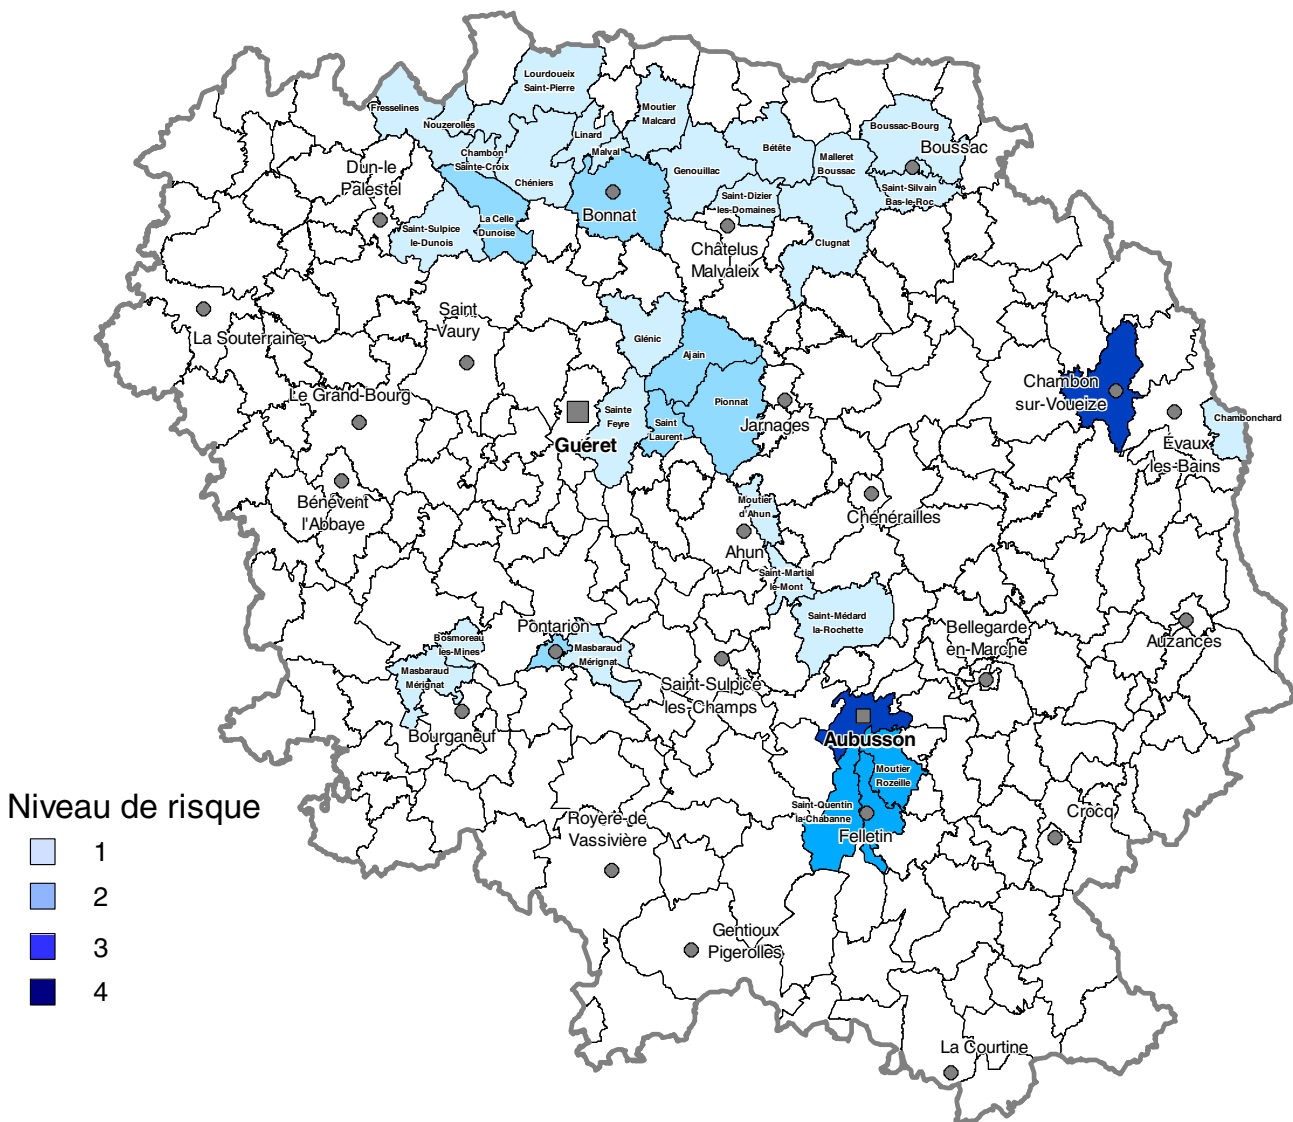 Lourdoueix
Saint-Pierre
Fresselines
Nouzerolles
Moutier
Malcard
Linard
Malval
Boussac-Bourg
Boussac
Bétête
Malleret
Boussac
Chambon
Sainte-Croix
Chéniers
Genouillac
Dun-le
Palestel
Saint-Dizier
les-Domaines
Saint-Silvain
Bas-le-Roc
Bonnat
La Celle
Dunoise
Saint-Sulpice
le-Dunois
Clugnat
Châtelus
Malvaleix
Saint
Vaury
La Souterraine
Glénic
Ajain
Chambon
sur-Voueize
Le Grand-Bourg
Pionnat
Sainte
Feyre
Saint
Laurent
Jarnages
Chambonchard
Guéret
Évaux
les-Bains
Bénévent
l'Abbaye
Moutier
d'Ahun
Chénérailles
Ahun
Saint-Martial
le-Mont
Saint-Médard
la-Rochette
Pontarion
Bosmoreau
les-Mines
Masbaraud
Mérignat
Masbaraud
Mérignat
Bellegarde
en-Marche
Auzances
Saint-Sulpice
les-Champs
Bourganeuf
Aubusson
Moutier
Rozeille
Saint-Quentin
la-Chabanne
Felletin
Crocq
Royère-de
Vassivière
Niveau de risque
1
2
3
4
Gentioux
Pigerolles
La Courtine